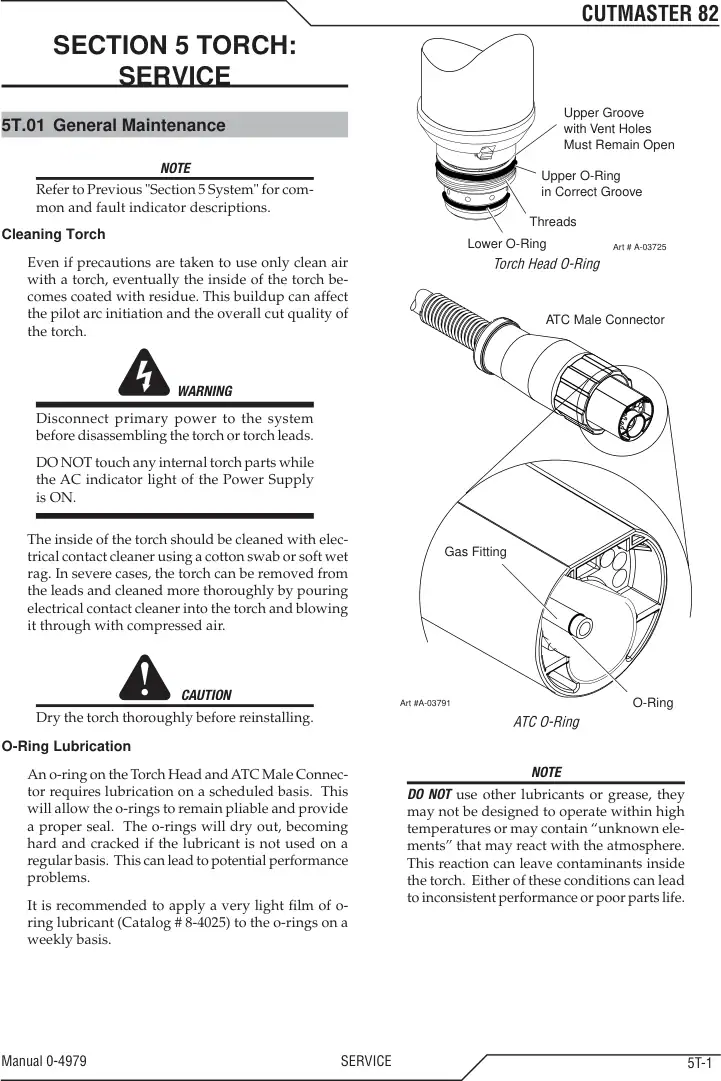 CUTMASTER 82
SECTION 5 TORCH:
SERVICE
5T.01 General Maintenance
NOTE
Refer to Previous "Section 5 System" for com-
mon and fault indicator descriptions.
Cleaning Torch
Even if precautions are taken to use only clean air
with a torch, eventually the inside of the torch be-
comes coated with residue. This buildup can affect
the pilot arc initiation and the overall cut quality of
the torch.
WARNING
Disconnect primary power to the system
before disassembling the torch or torch leads.
DO NOT touch any internal torch parts while
the AC indicator light of the Power Supply
is ON.
The inside of the torch should be cleaned with elec-
trical contact cleaner using a cotton swab or soft wet
rag. In severe cases, the torch can be removed from
the leads and cleaned more thoroughly by pouring
electrical contact cleaner into the torch and blowing
it through with compressed air.
!
CAUTION
Dry the torch thoroughly before reinstalling.
O-Ring Lubrication
An o-ring on the Torch Head and ATC Male Connec-
tor requires lubrication on a scheduled basis. This
will allow the o-rings to remain pliable and provide
a proper seal. The o-rings will dry out, becoming
hard and cracked if the lubricant is not used on a
regular basis. This can lead to potential performance
problems.
It is recommended to apply a very light film of o-
ring lubricant (Catalog # 8-4025) to the o-rings on a
weekly basis.
Upper Groove
with Vent Holes
Must Remain Open
Upper O-Ring
in Correct Groove
Threads
Lower O-Ring
Art # A-03725
Torch Head O-Ring
ATC Male Connector
Gas Fitting
Art #A-03791
O-Ring
ATC O-Ring
NOTE
DO NOT use other lubricants or grease, they
may not be designed to operate within high
temperatures or may contain “unknown ele-
ments” that may react with the atmosphere.
This reaction can leave contaminants inside
the torch. Either of these conditions can lead
to inconsistent performance or poor parts life.
Manual 0-4979
SERVICE
5T-1